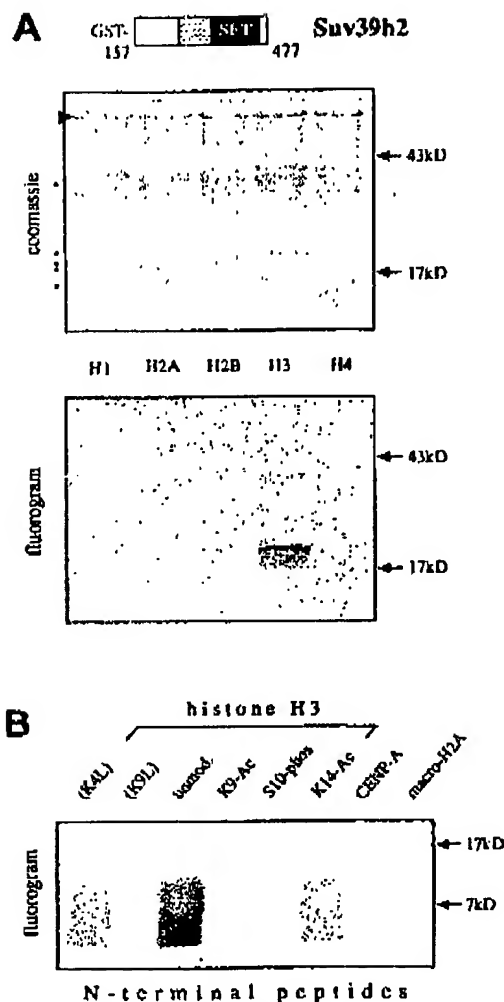 A
GST- SET Suv39h2
157 477
coomassie
43kD
17kD
H1 H2A H2B H3 H4
fluorogram
43kD
17kD
B
histone H3
(K4L) (K9L) unmod. K9-Ac S10-phos K14-Ac CENP-A macro-H2A
fluorogram
17kD
7kD
N-terminal peptides